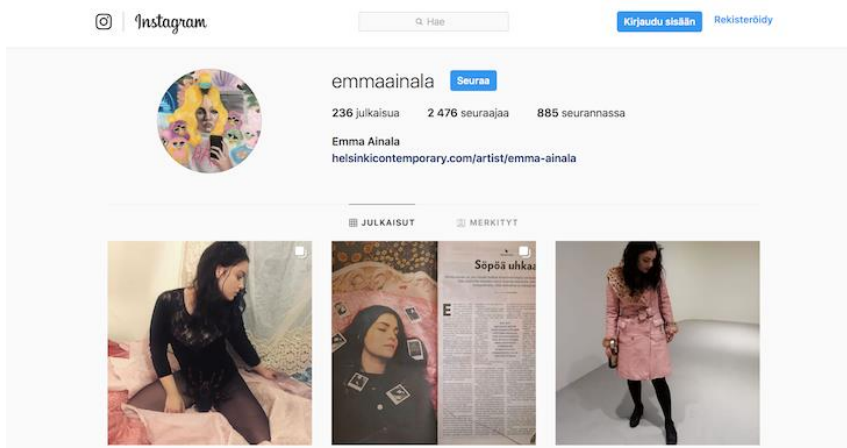 Instagram
Hae
Kirjaudu sisään
Rekisteröidy
emmaainala
Seuraa
236 julkaisua 2 476 seuraajaa 885 seurannassa
Emma Ainala
helsinkicontemporary.com/artist/emma-ainala
JULKAISUT
MERKITYT
Söpöä uhkaa
E